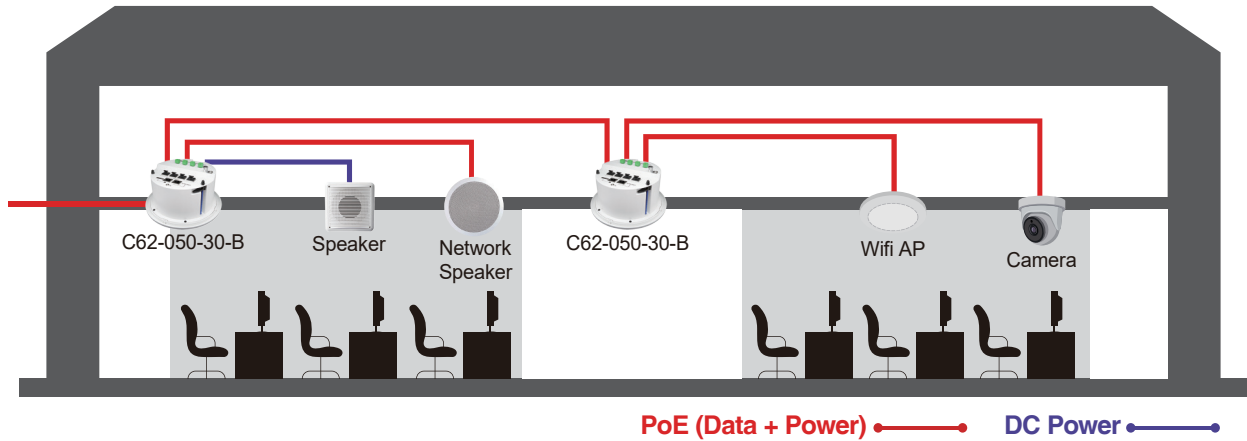 C62-050-30-B
Speaker
Network
Speaker
C62-050-30-B
Wifi AP
Camera
PoE (Data + Power)
DC Power